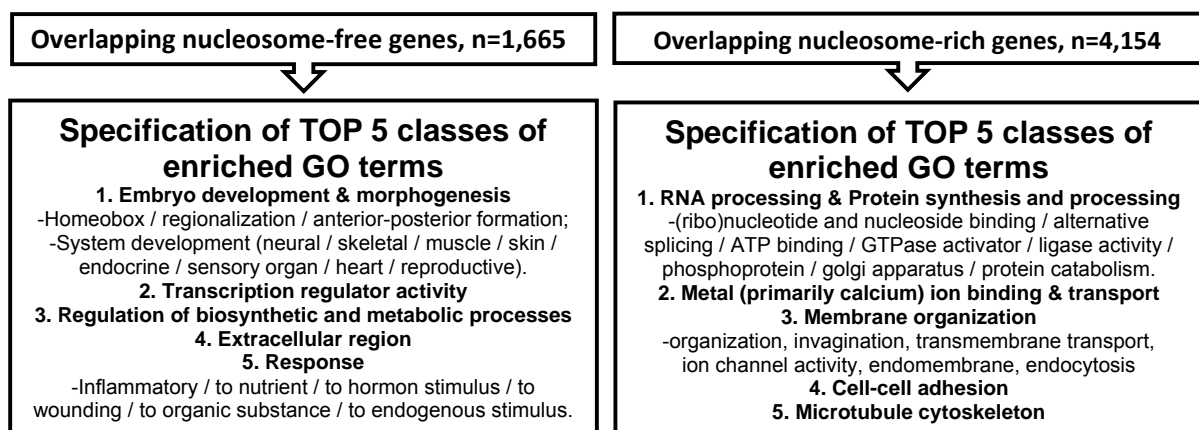 Overlapping nucleosome-free genes, n=1,665
Specification of TOP 5 classes of
enriched GO terms
1. Embryo development & morphogenesis
-Homeobox / regionalization / anterior-posterior formation;
-System development (neural / skeletal / muscle / skin /
endocrine / sensory organ / heart / reproductive).
2. Transcription regulator activity
3. Regulation of biosynthetic and metabolic processes
4. Extracellular region
5. Response
-Inflammatory / to nutrient / to hormon stimulus / to
wounding / to organic substance / to endogenous stimulus.
Overlapping nucleosome-rich genes, n=4,154
Specification of TOP 5 classes of
enriched GO terms
1. RNA processing & Protein synthesis and processing
-(ribo)nucleotide and nucleoside binding / alternative
splicing / ATP binding / GTPase activator / ligase activity /
phosphoprotein / golgi apparatus / protein catabolism.
2. Metal (primarily calcium) ion binding & transport
3. Membrane organization
-organization, invagination, transmembrane transport,
ion channel activity, endomembrane, endocytosis
4. Cell-cell adhesion
5. Microtubule cytoskeleton